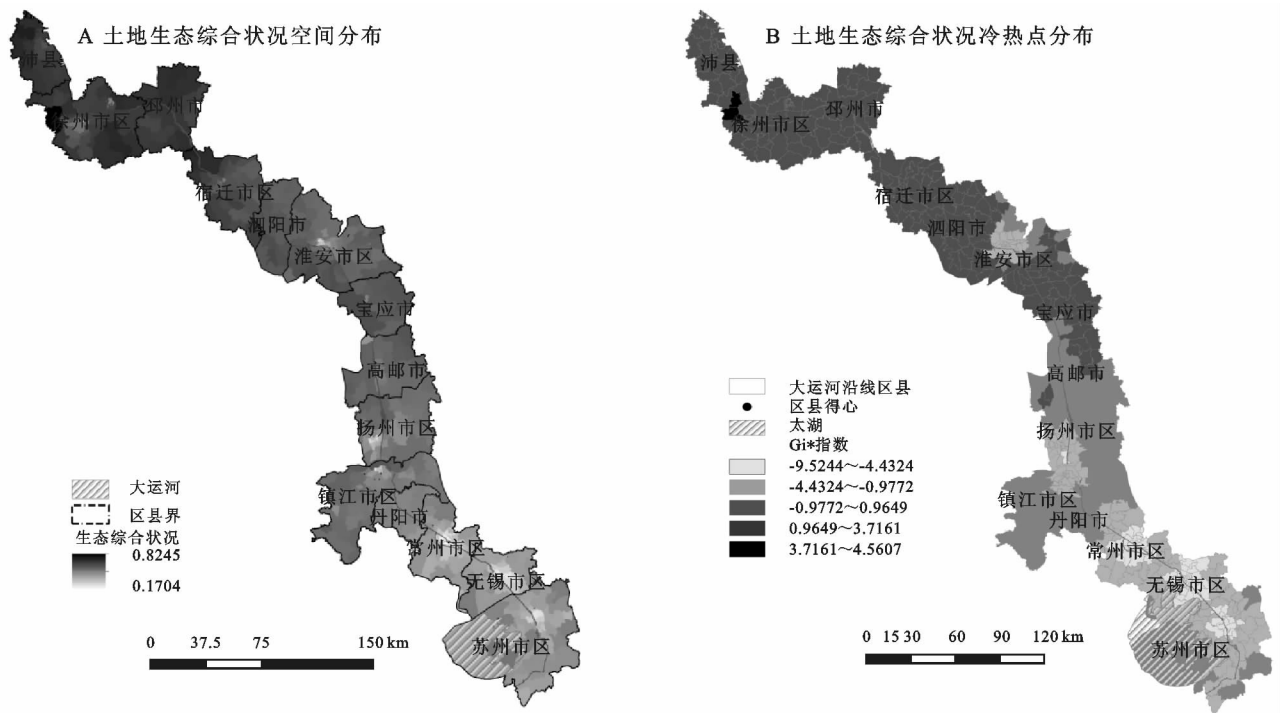 A 土地生态综合状况空间分布
沛县
徐州市区
邳州市
宿迁市区
泗阳市
淮安市区
宝应市
高邮市
扬州市区
镇江市区
丹阳市
常州市区
无锡市区
苏州市区
大运河
区县界
生态综合状况
0.8245
0.1704
0 37.5 75 150 km
B 土地生态综合状况冷热点分布
沛县
徐州市区
邳州市
宿迁市区
泗阳市
淮安市区
宝应市
高邮市
扬州市区
镇江市区
丹阳市
常州市区
无锡市区
苏州市区
大运河沿线区县
区县得心
太湖
Gi*指数
-9.5244～-4.4324
-4.4324～-0.9772
-0.9772～0.9649
0.9649～3.7161
3.7161～4.5607
0 15 30 60 90 120 km